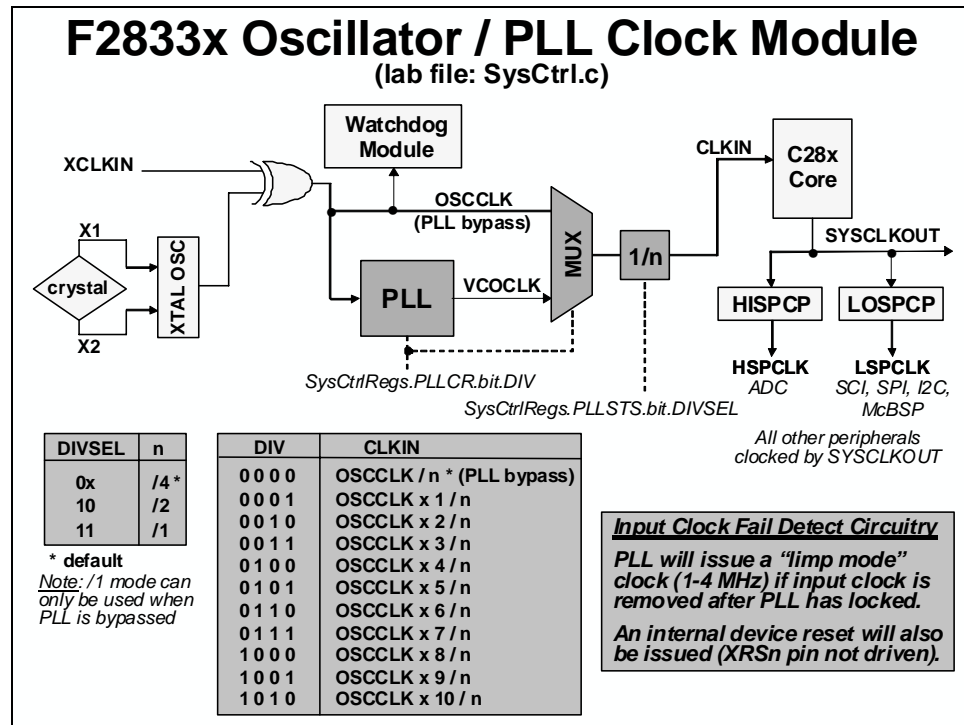 F2833x Oscillator / PLL Clock Module
(lab file: SysCtrl.c)
XCLKIN
Watchdog
Module
CLKIN
C28x
Core
OSCCLK
(PLL bypass)
X1
crystal
X2
XTAL OSC
PLL
VCOCLK
MUX
1/n
SYSCLKOUT
HISPCP
LOSPCP
HSPCLK
ADC
LSPCLK
SCI, SPI, I2C,
McBSP
SysCtrlRegs.PLLCR.bit.DIV
SysCtrlRegs.PLLSTS.bit.DIVSEL
All other peripherals
clocked by SYSCLKOUT
DIVSEL n
0x /4 *
10 /2
11 /1
* default
Note: /1 mode can
only be used when
PLL is bypassed
DIV CLKIN
0 0 0 0 OSCCLK / n * (PLL bypass)
0 0 0 1 OSCCLK x 1 / n
0 0 1 0 OSCCLK x 2 / n
0 0 1 1 OSCCLK x 3 / n
0 1 0 0 OSCCLK x 4 / n
0 1 0 1 OSCCLK x 5 / n
0 1 1 0 OSCCLK x 6 / n
0 1 1 1 OSCCLK x 7 / n
1 0 0 0 OSCCLK x 8 / n
1 0 0 1 OSCCLK x 9 / n
1 0 1 0 OSCCLK x 10 / n
Input Clock Fail Detect Circuitry
PLL will issue a “limp mode”
clock (1-4 MHz) if input clock is
removed after PLL has locked.
An internal device reset will also
be issued (XRSn pin not driven).